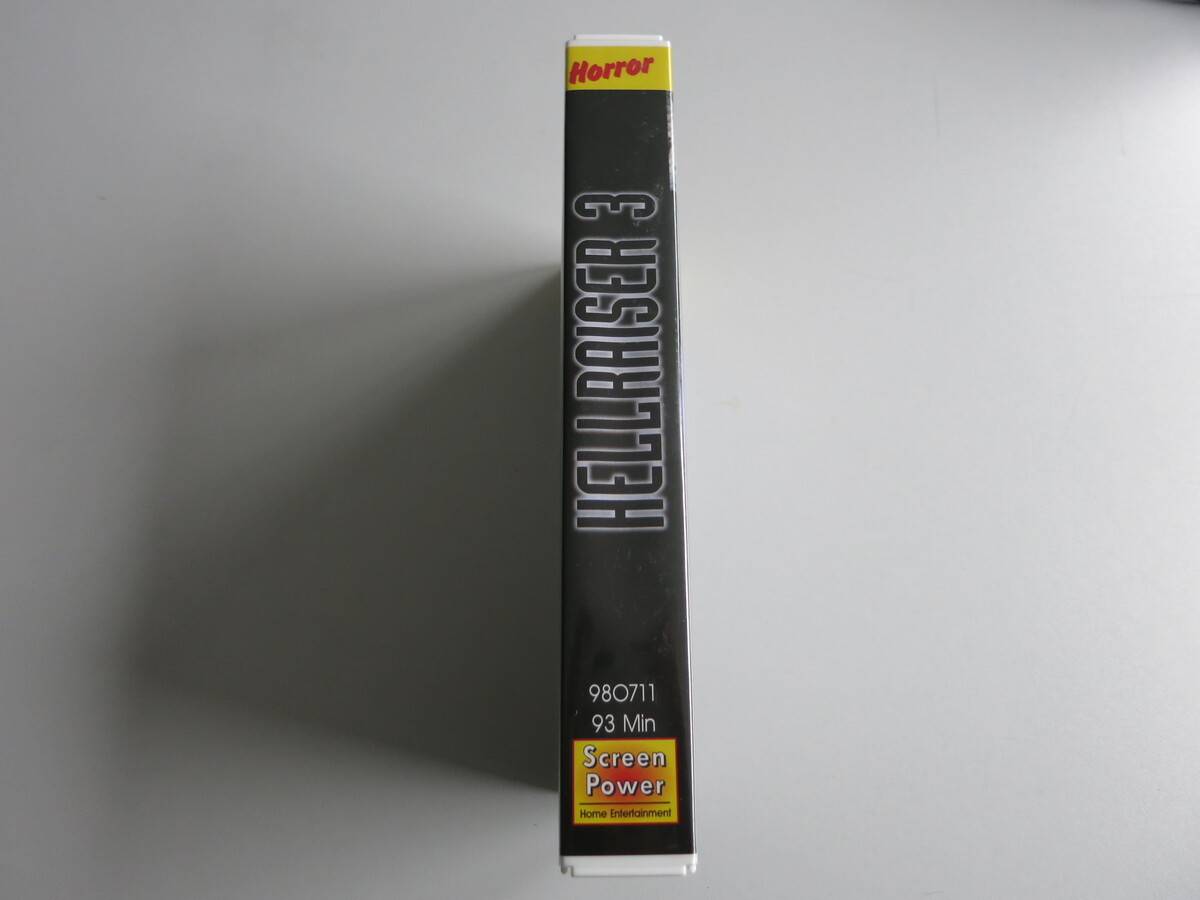 Horror
HELLRAISER 3
980711
93 Min
Screen
Power
Home Entertainment